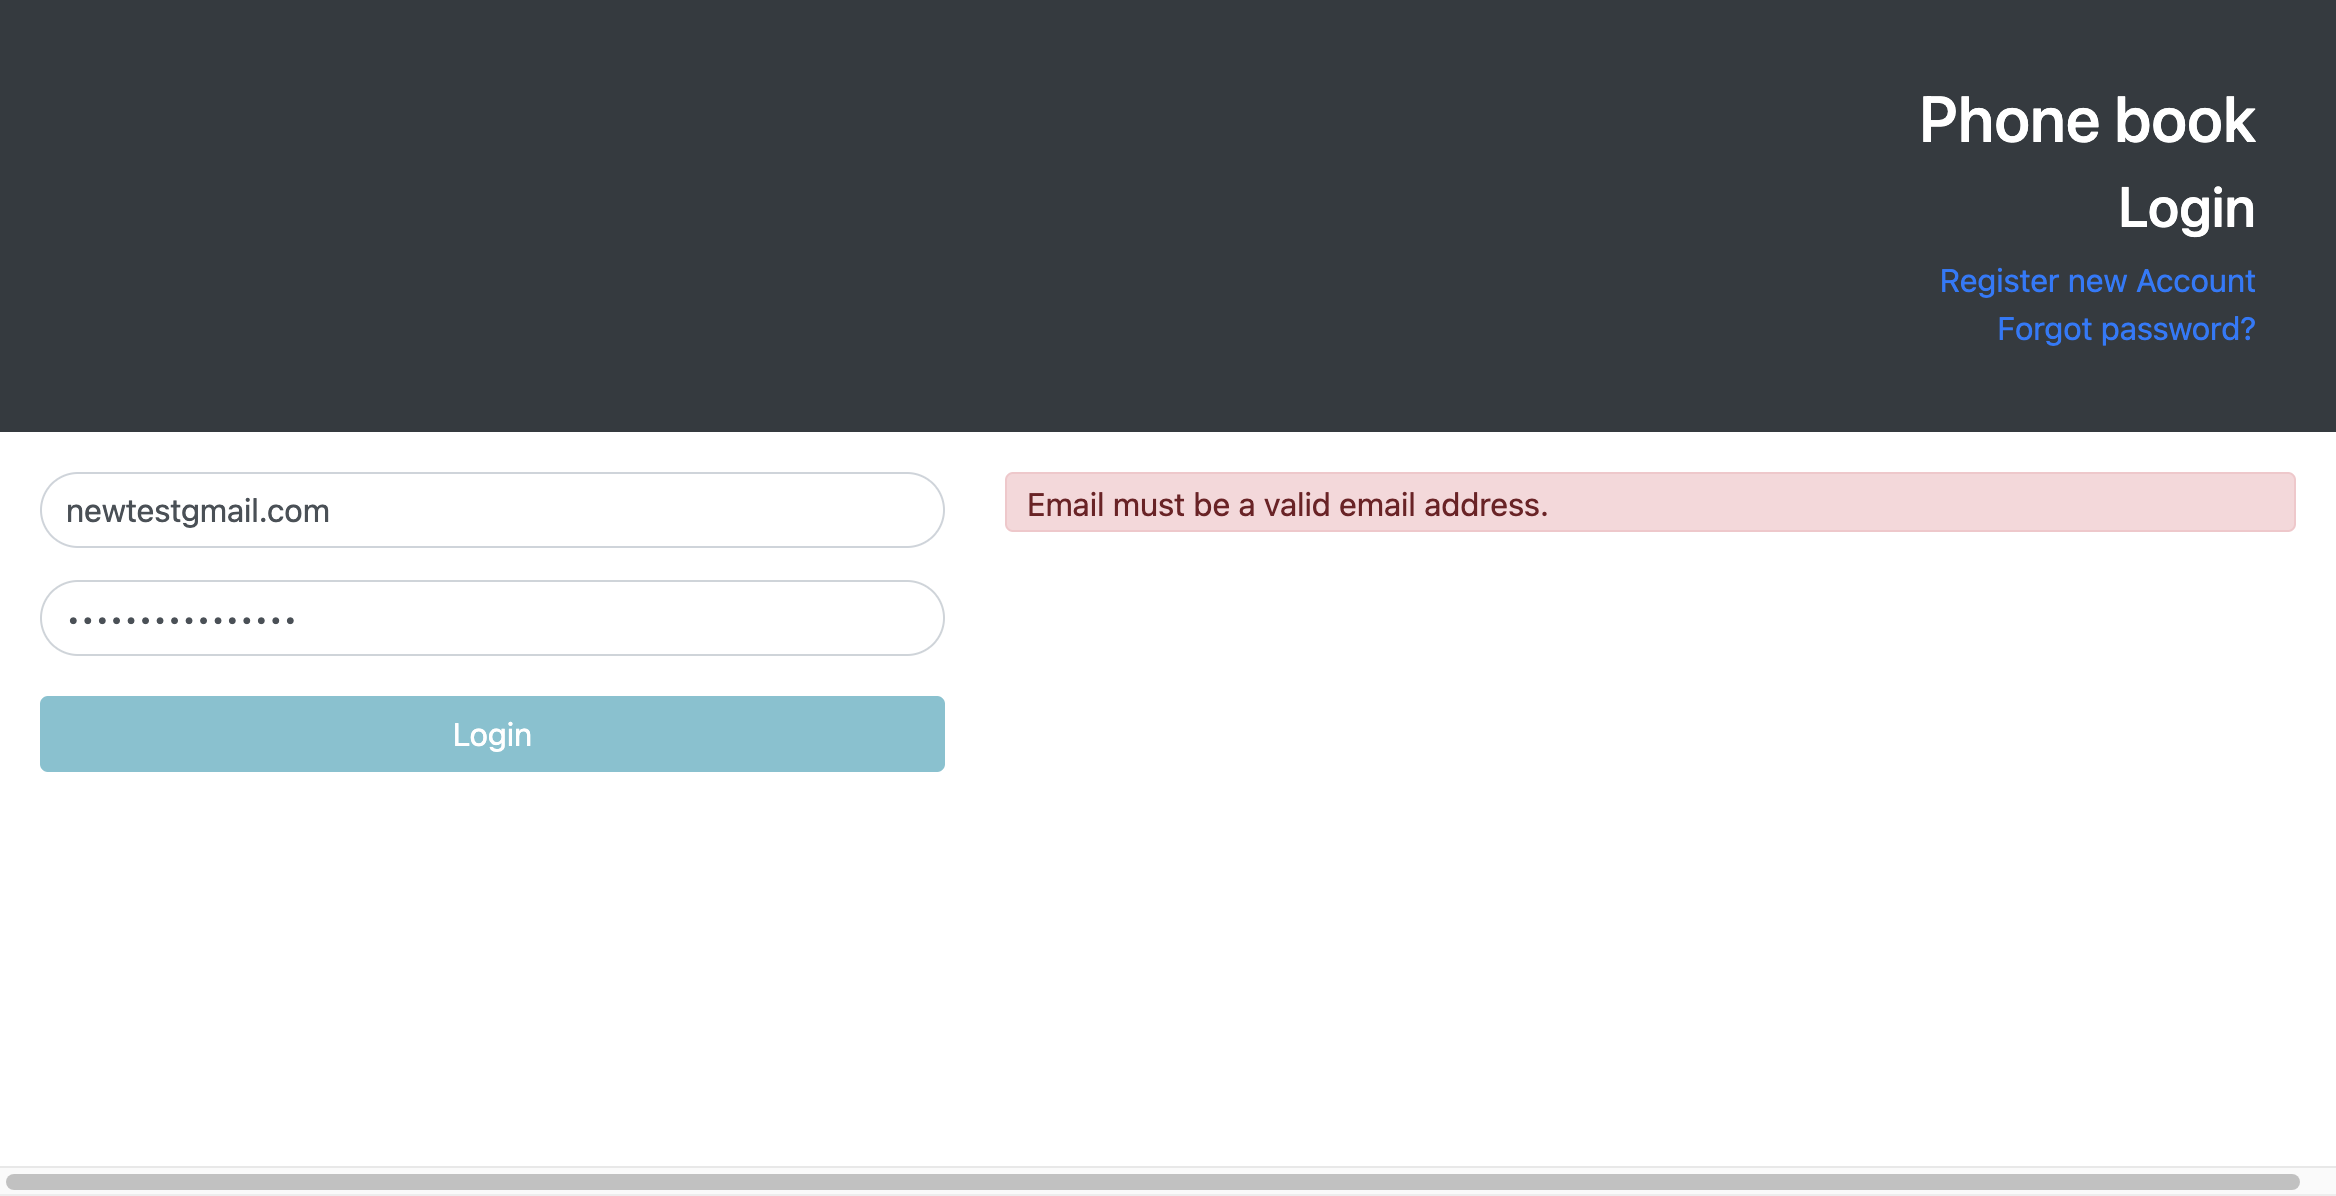 Phone book
Login
Register new Account
Forgot password?
newtestgmail.com
Email must be a valid email address.
••••••••••••••••
Login